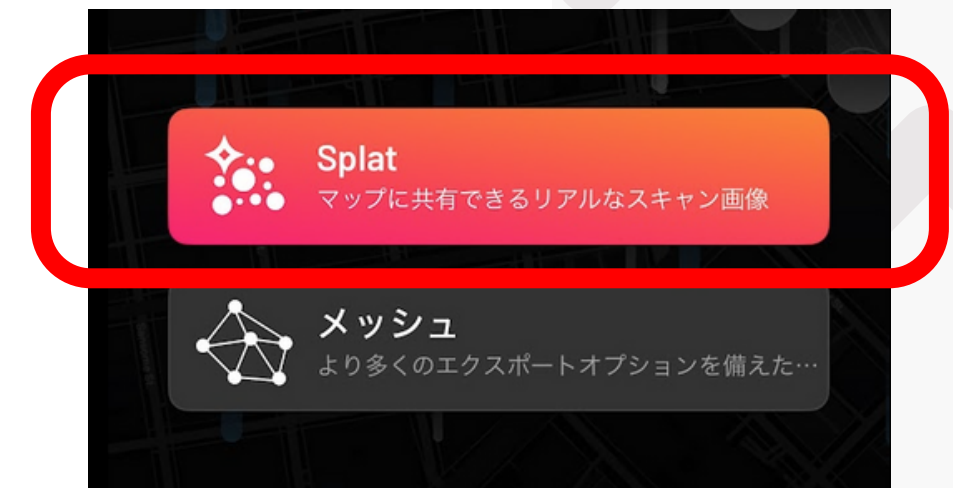 Splat
マップに共有できるリアルなスキャン画像
メッシュ
より多くのエクスポートオプションを備えた…